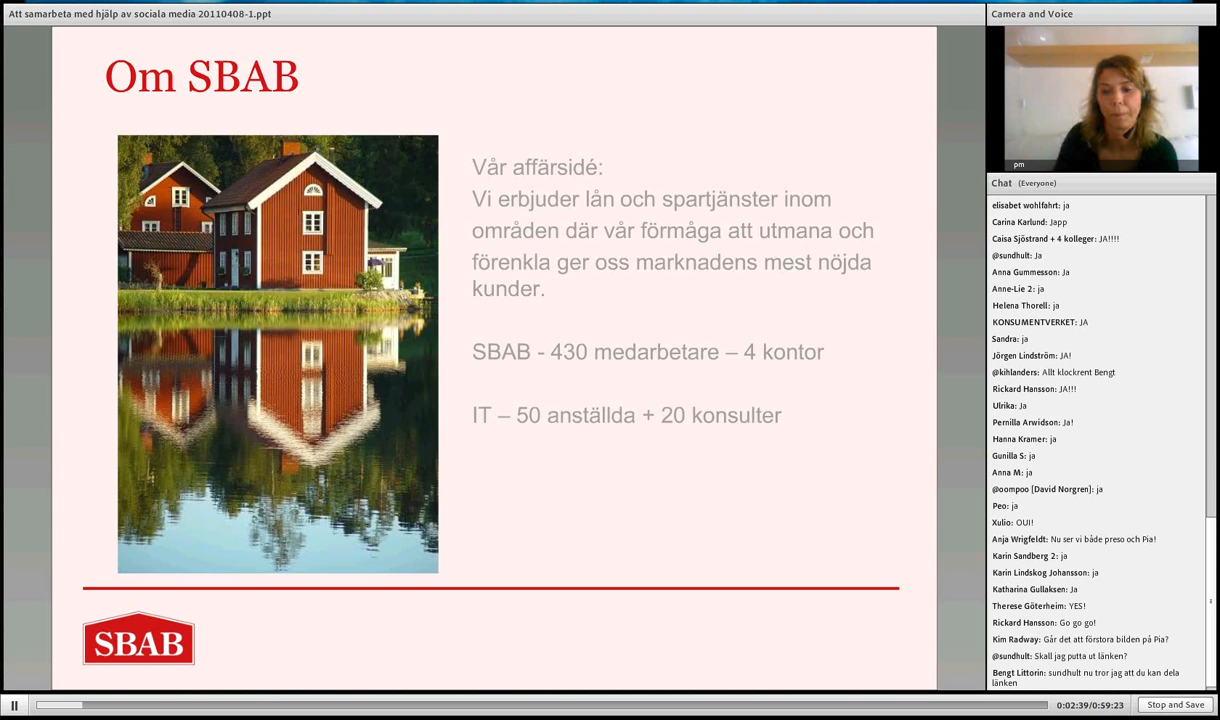 Att samarbeta med hjälp av sociala media 20110408-1.ppt
Om SBAB
Vår affärsidé:
Vi erbjuder lån och spartjänster inom
områden där vår förmåga att utmana och
förenkla ger oss marknadens mest nöjda
kunder.
SBAB - 430 medarbetare – 4 kontor
IT – 50 anställda + 20 konsulter
SBAB
Camera and Voice
pm
Chat (Everyone)
elisabet wohlfahrt: ja
Carina Karlund: Japp
Caisa Sjöstrand + 4 kolleger: JA!!!!
@sundhult: Ja
Anna Gummesson: Ja
Anne-Lie 2: ja
Helena Thorell: ja
KONSUMENTVERKET: JA
Sandra: ja
Jörgen Lindström: JA!
@kihlanders: Allt klockrent Bengt
Rickard Hansson: JA!!!
Ulrika: Ja
Pernilla Arwidson: Ja!
Hanna Kramer: ja
Gunilla S: ja
Anna M: ja
@oompoo [David Norgren]: ja
Peo: ja
Xulio: OUI!
Anja Wrigfeldt: Nu ser vi både preso och Pia!
Karin Sandberg 2: ja
Karin Lindskog Johansson: ja
Katharina Gullaksen: Ja
Therese Göterheim: YES!
Rickard Hansson: Go go go!
Kim Radway: Går det att förstora bilden på Pia?
@sundhult: Skall jag putta ut länken?
Bengt Littorin: sundhult nu tror jag att du kan dela
länken
0:02:39/0:59:23
Stop and Save